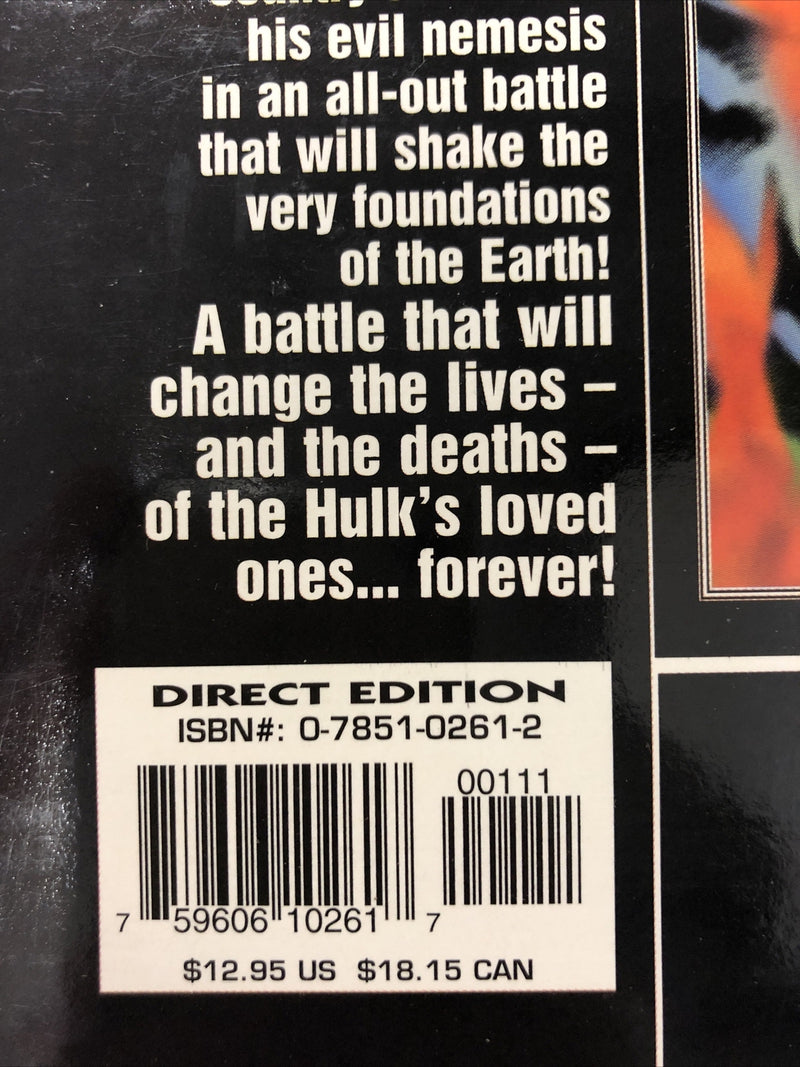 his evil nemesis
in an all-out battle
that will shake the
very foundations
of the Earth!
A battle that will
change the lives –
and the deaths –
of the Hulk's loved
ones... forever!
DIRECT EDITION
ISBN#: 0-7851-0261-2
00111
7 59606 10261 7
$12.95 US $18.15 CAN